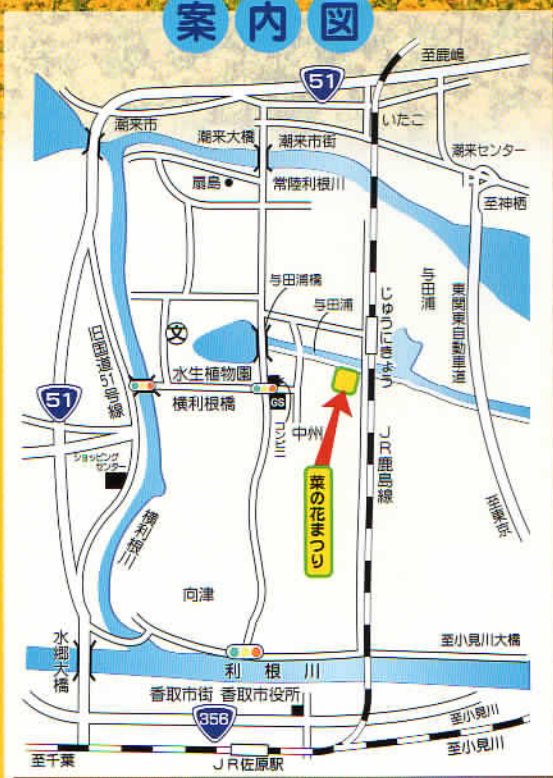 案内図
至鹿嶋
51
いたこ
潮来市
潮来大橋
潮来市街
潮来センター
扇島
常陸利根川
至神栖
与田浦橋
与田浦
与田浦
じゅうにきょう
東関東自動車道
文
旧国道51号線
水生植物園
51
横利根橋
GS
コンビニ
中州
JR鹿島線
ショッピング
センター
菜の花まつり
至東京
横利根川
向津
水郷大橋
至小見川大橋
利根川
香取市街 香取市役所
356
至小見川
至小見川
至千葉
JR佐原駅